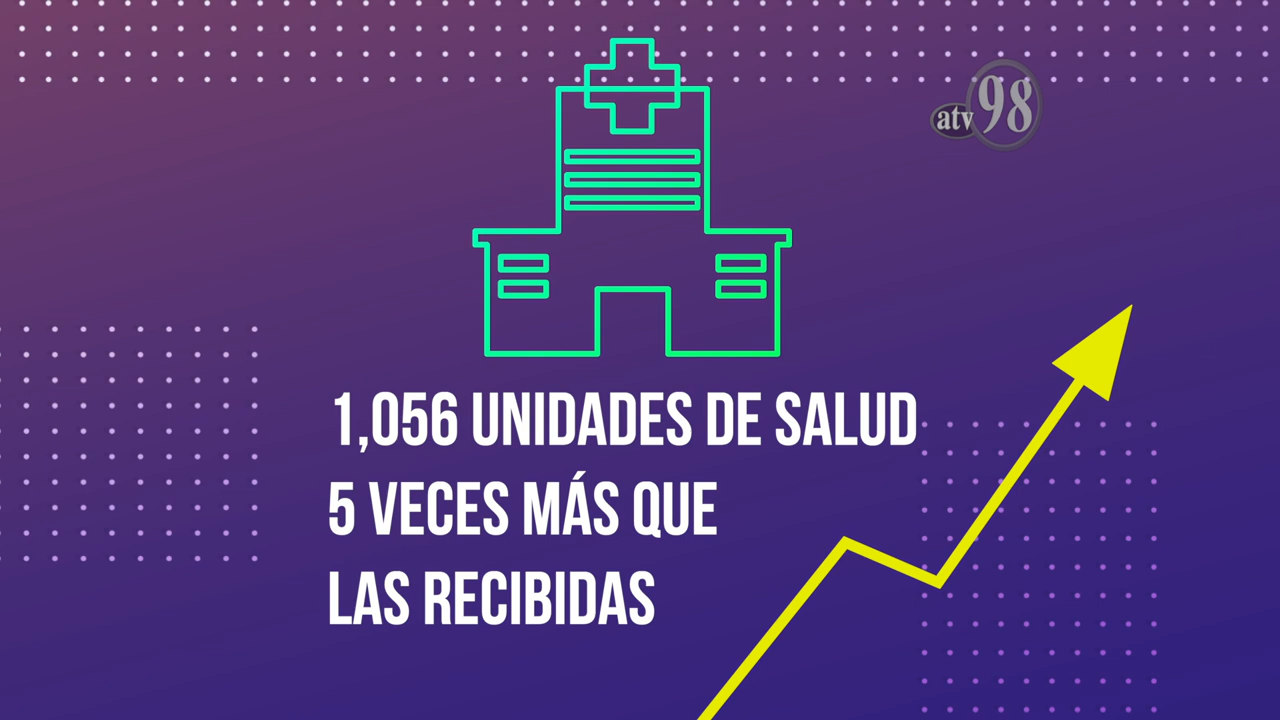 atv 98
1,056 UNIDADES DE SALUD
5 VECES MÁS QUE
LAS RECIBIDAS